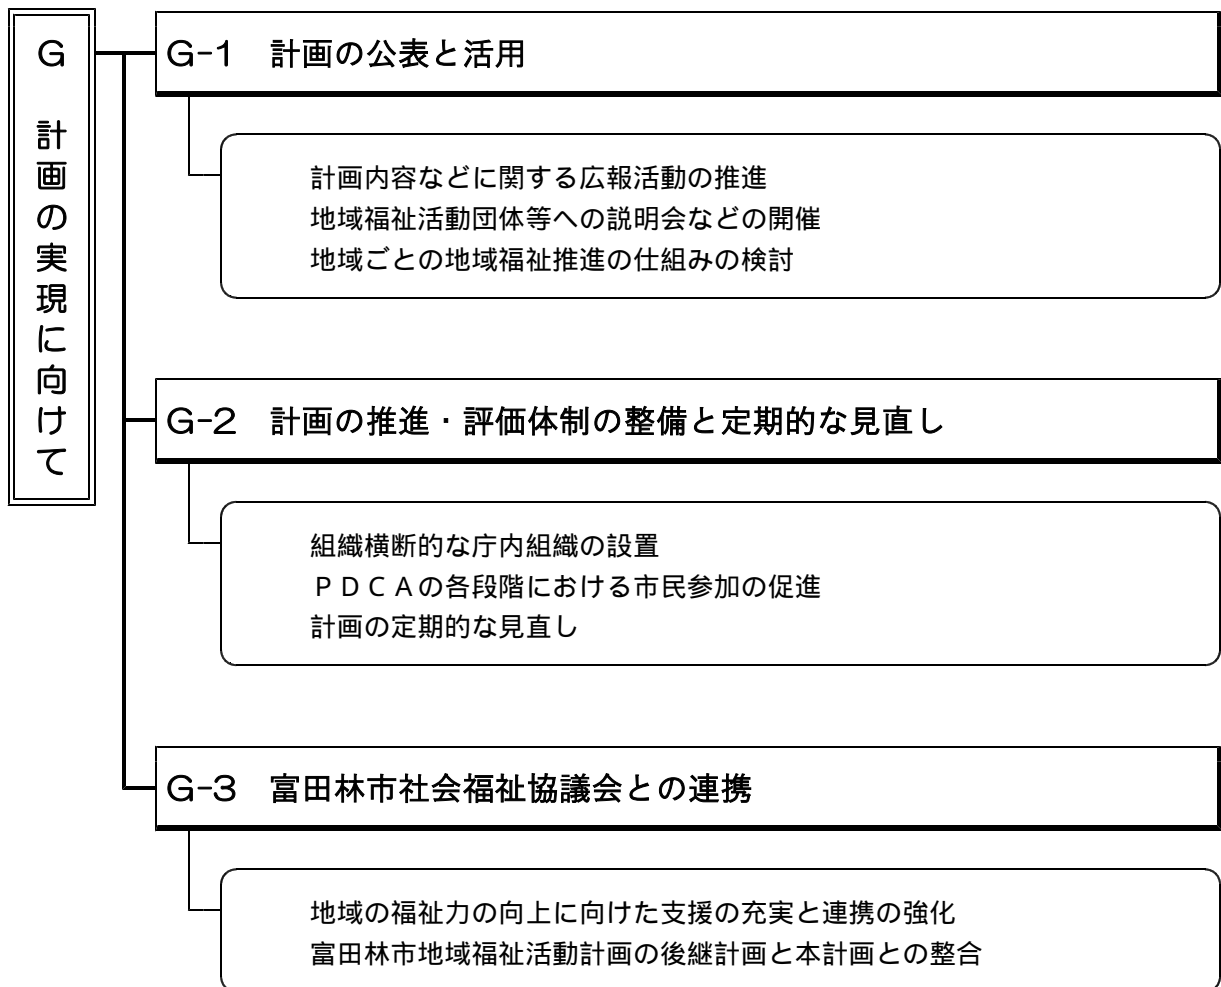 G 計画の実現に向けて
G-1 計画の公表と活用
計画内容などに関する広報活動の推進
地域福祉活動団体等への説明会などの開催
地域ごとの地域福祉推進の仕組みの検討
G-2 計画の推進・評価体制の整備と定期的な見直し
組織横断的な庁内組織の設置
ＰＤＣＡの各段階における市民参加の促進
計画の定期的な見直し
G-3 富田林市社会福祉協議会との連携
地域の福祉力の向上に向けた支援の充実と連携の強化
富田林市地域福祉活動計画の後継計画と本計画との整合